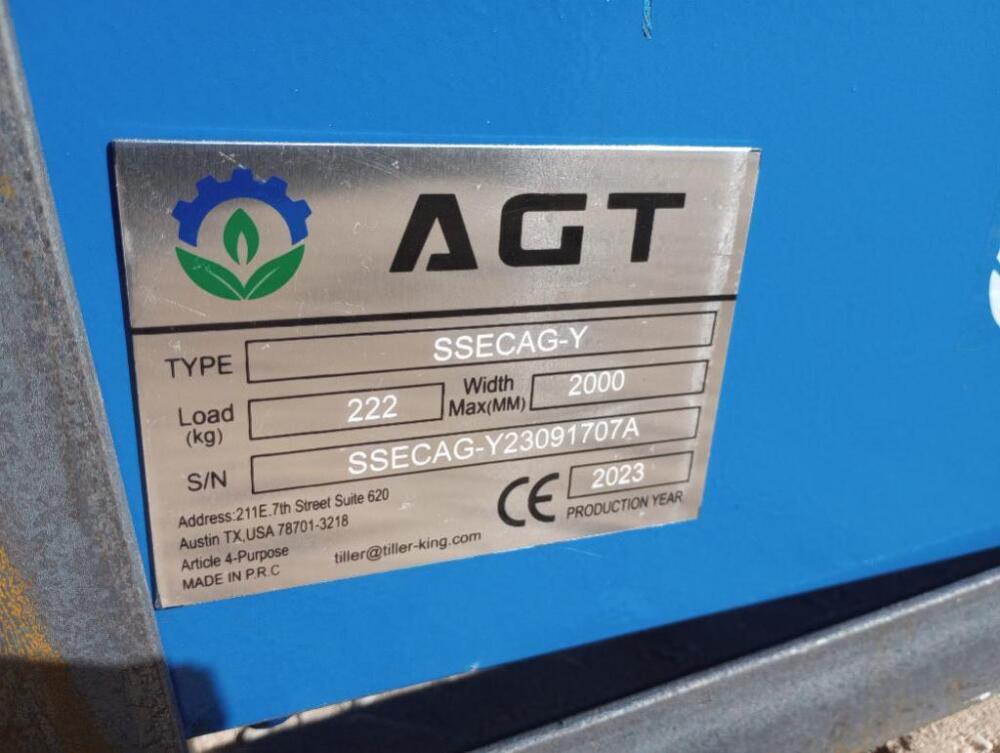 AGT
TYPE SSECAG-Y
Load (kg) 222 Width Max(MM) 2000
S/N SSECAG-Y23091707A
Address:211E.7th Street Suite 620
Austin TX,USA 78701-3218
Article 4-Purpose
MADE IN P.R.C
tiller@tiller-king.com
CE
2023
PRODUCTION YEAR